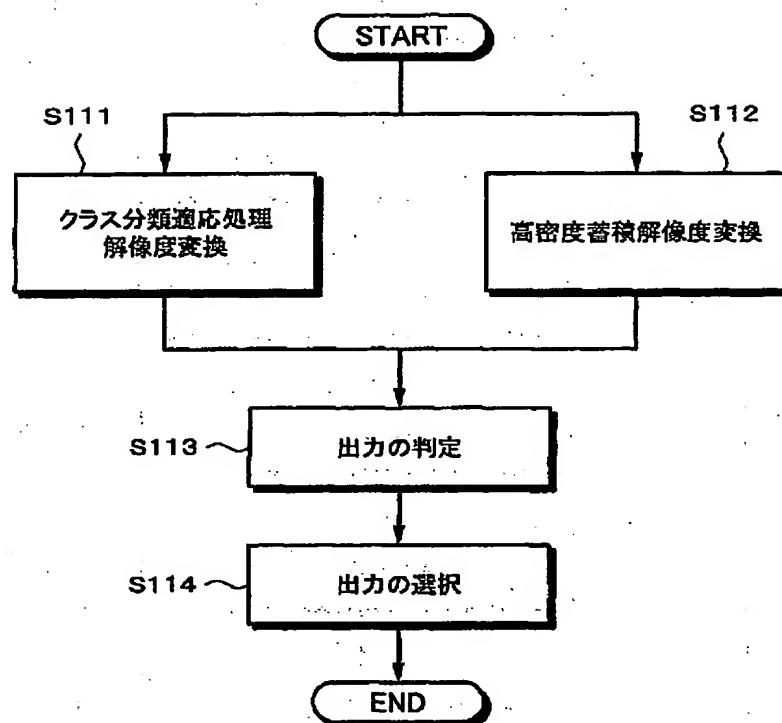 START
S111
S112
クラス分類適応処理
解像度変換
高密度蓄積解像度変換
S113
出力の判定
S114
出力の選択
END